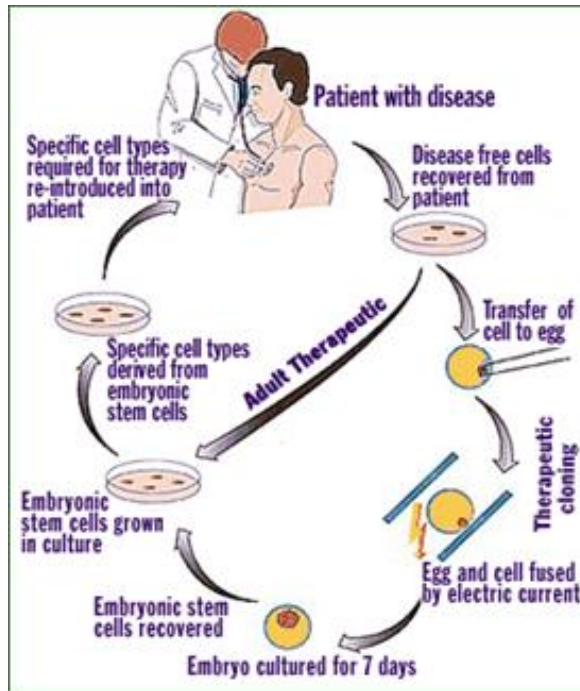 Patient with disease
Specific cell types
required for therapy
re-introduced into
patient
Disease free cells
recovered from
patient
Transfer of
cell to egg
Adult Therapeutic
Specific cell types
derived from
embryonic
stem cells
Therapeutic
cloning
Embryonic
stem cells grown
in culture
Egg and cell fused
by electric current
Embryonic stem
cells recovered
Embryo cultured for 7 days